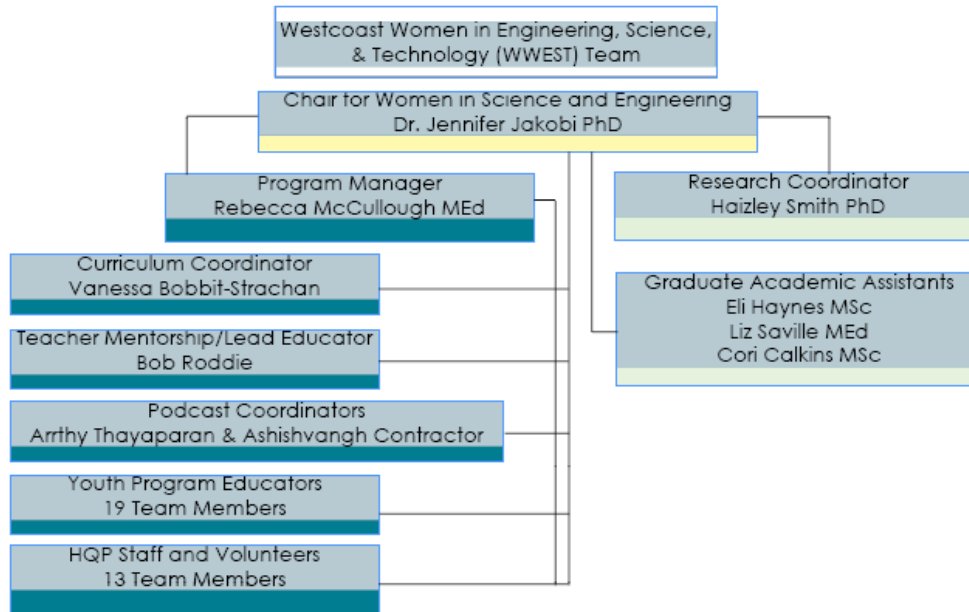 Westcoast Women in Engineering, Science,
& Technology (WWEST) Team
Chair for Women in Science and Engineering
Dr. Jennifer Jakobi PhD
Program Manager
Rebecca McCullough MEd
Research Coordinator
Haizley Smith PhD
Curriculum Coordinator
Vanessa Bobbit-Strachan
Graduate Academic Assistants
Eli Haynes MSc
Liz Saville MEd
Cori Calkins MSc
Teacher Mentorship/Lead Educator
Bob Roddie
Podcast Coordinators
Arrthy Thayaparan & Ashishvangh Contractor
Youth Program Educators
19 Team Members
HQP Staff and Volunteers
13 Team Members